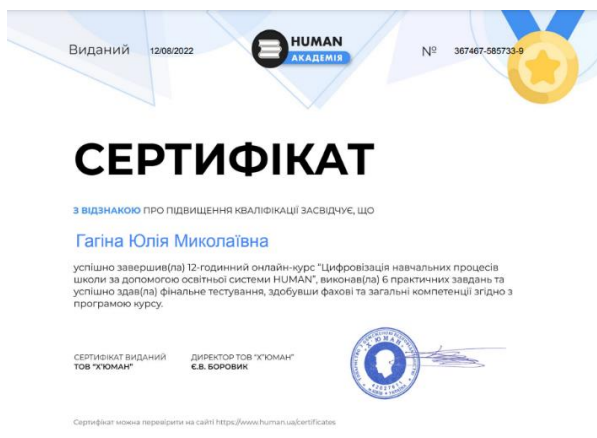 Виданий 12/08/2022 HUMAN АКАДЕМІЯ № 367467-585733-9
СЕРТИФІКАТ
З ВІДЗНАКОЮ ПРО ПІДВИЩЕННЯ КВАЛІФІКАЦІЇ ЗАСВІДЧУЄ, ЩО
Гагіна Юлія Миколаївна
успішно завершив(ла) 12-годинний онлайн-курс "Цифровізація навчальних процесів
школи за допомогою освітньої системи HUMAN", виконав(ла) 6 практичних завдань та
успішно здав(ла) фінальне тестування, здобувши фахові та загальні компетенції згідно з
програмою курсу.
СЕРТИФІКАТ ВИДАНИЙ
ТОВ "Х'ЮМАН"
ДИРЕКТОР ТОВ "Х'ЮМАН"
Є.В. БОРОВИК
"Х'ЮМАН"
Сертифікат можна перевірити на сайті https://www.human.ua/certificates